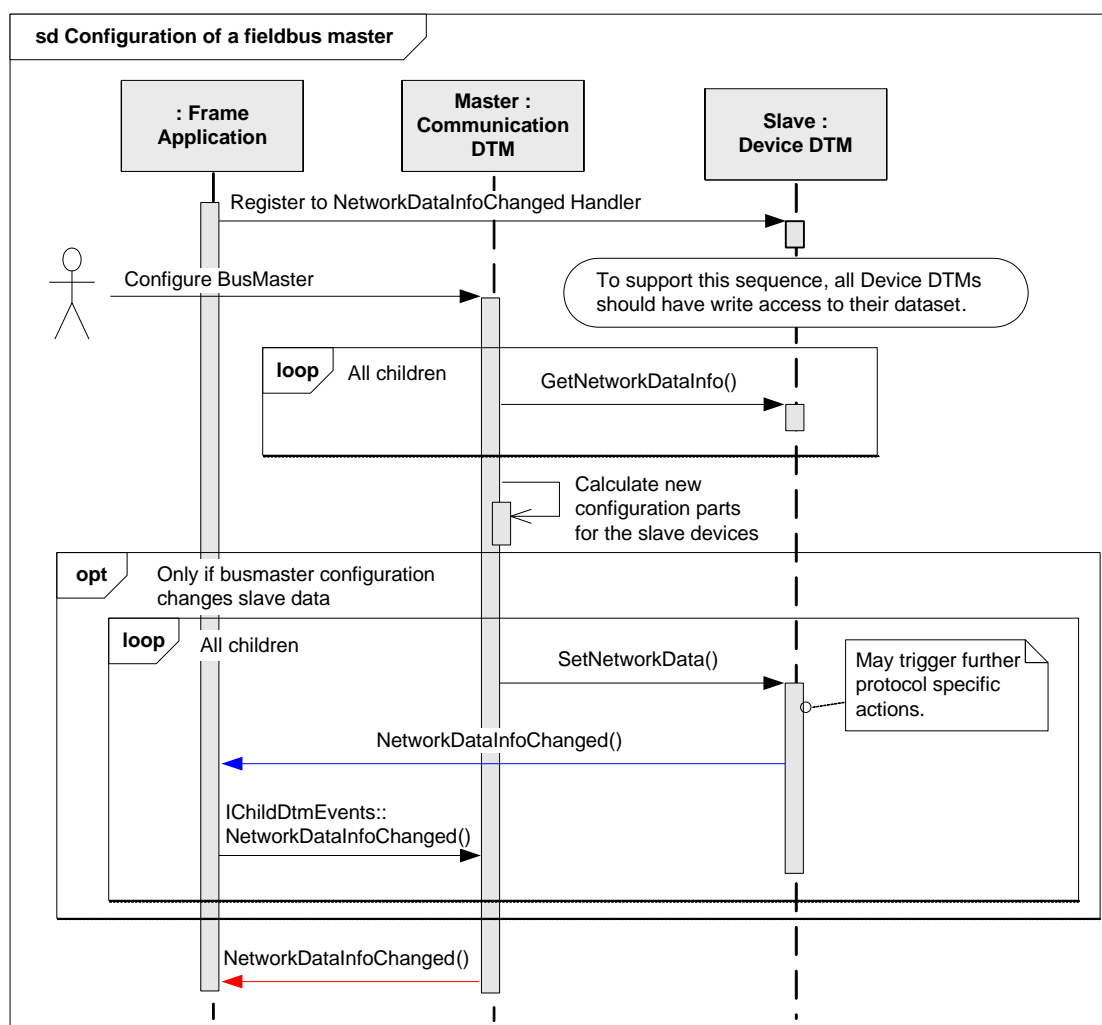 sd Configuration of a fieldbus master
: Frame
Application
Master :
Communication
DTM
Slave :
Device DTM
Register to NetworkDataInfoChanged Handler
Configure BusMaster
To support this sequence, all Device DTMs
should have write access to their dataset.
loop
All children
GetNetworkDataInfo()
Calculate new
configuration parts
for the slave devices
opt
Only if busmaster configuration
changes slave data
loop
All children
SetNetworkData()
May trigger further
protocol specific
actions.
NetworkDataInfoChanged()
IChildDtmEvents::
NetworkDataInfoChanged()
NetworkDataInfoChanged()